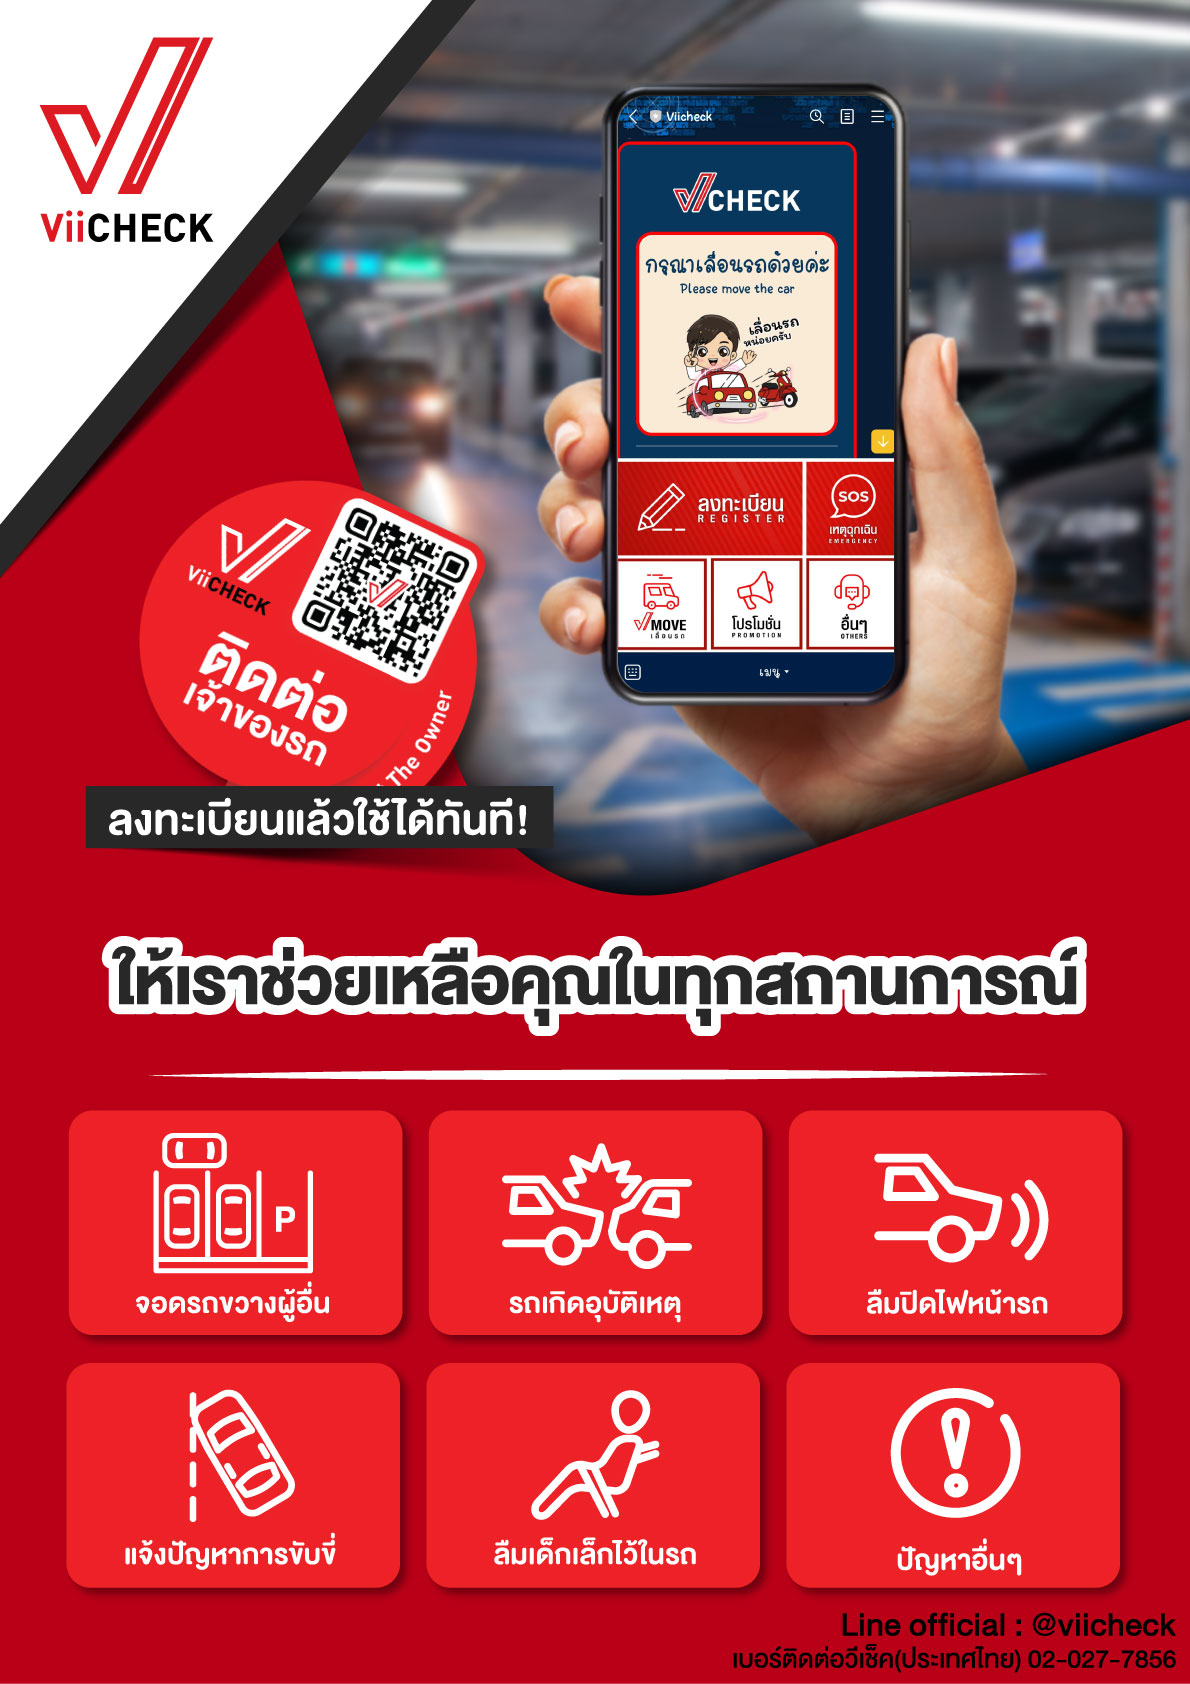 ViiCHECK
Viicheck
CHECK
กรุณาเลื่อนรถด้วยค่ะ
Please move the car
เลื่อนรถ
หน่อยครับ
ลงทะเบียน
REGISTER
SOS
เหตุฉุกเฉิน
EMERGENCY
MOVE
เลื่อนรถ
โปรโมชั่น
PROMOTION
อื่นๆ
OTHERS
เมนู
ViiCHECK
ติดต่อ
เจ้าของรถ
The Owner
ลงทะเบียนแล้วใช้ได้ทันที!
ให้เราช่วยเหลือคุณในทุกสถานการณ์
P
จอดรถขวางผู้อื่น
รถเกิดอุบัติเหตุ
ลืมปิดไฟหน้ารถ
แจ้งปัญหาการขับขี่
ลืมเด็กเล็กไว้ในรถ
ปัญหาอื่นๆ
Line official : @viicheck
เบอร์ติดต่อวีเช็ค(ประเทศไทย) 02-027-7856